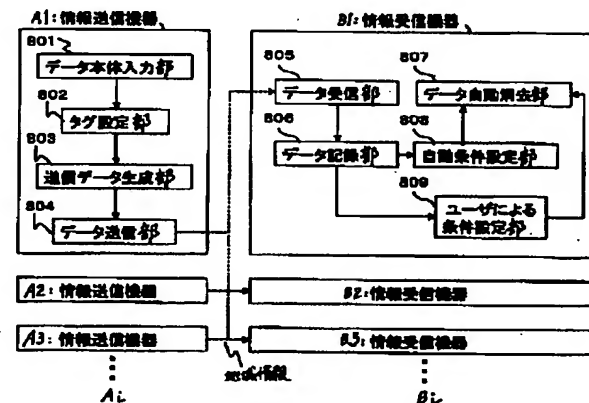 A1:情報送信機器
801
データ本体入力部
802
タグ設定部
803
送信データ生成部
804
データ送信部
B1:情報受信機器
805
データ受信部
806
データ記録部
807
データ自動消去部
808
自動条件設定部
809
ユーザによる
条件設定部
A2:情報送信機器
B2:情報受信機器
A3:情報送信機器
B3:情報受信機器
地域情報
Ai
Bi